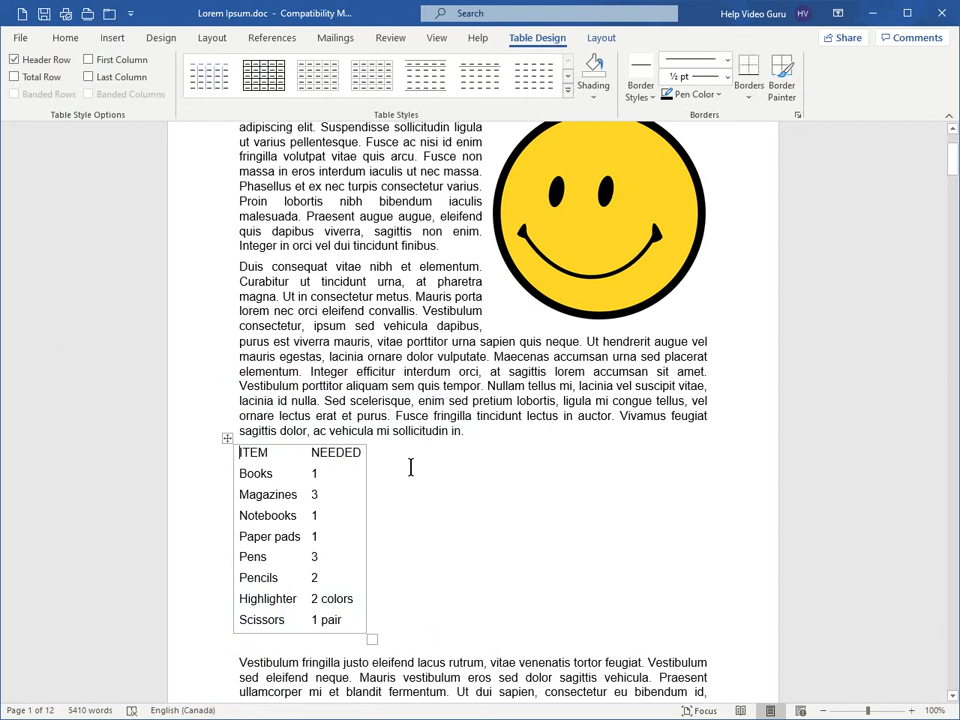 Lorem Ipsum.doc - Compatibility M...
Search
Help Video Guru
HV
File
Home
Insert
Design
Layout
References
Mailings
Review
View
Help
Table Design
Layout
Share
Comments
Header Row
First Column
Total Row
Last Column
Banded Rows
Banded Columns
Table Style Options
Table Styles
Shading
Border Styles
½ pt
Pen Color
Borders
Border Painter
Borders
adipiscing elit. Suspendisse sollicitudin ligula
ut varius pellentesque. Fusce ac nisi id enim
fringilla volutpat vitae quis arcu. Fusce non
massa in eros interdum iaculis ut nec massa.
Phasellus et ex nec turpis consectetur varius.
Proin lobortis nibh bibendum iaculis
malesuada. Praesent augue augue, eleifend
quis dapibus viverra, sagittis non enim.
Integer in orci vel dui tincidunt finibus.
Duis consequat vitae nibh et elementum.
Curabitur ut tincidunt urna, at pharetra
magna. Ut in consectetur metus. Mauris porta
lorem nec orci eleifend convallis. Vestibulum
consectetur, ipsum sed vehicula dapibus,
purus est viverra mauris, vitae porttitor urna sapien quis neque. Ut hendrerit augue vel
mauris egestas, lacinia ornare dolor vulputate. Maecenas accumsan urna sed placerat
elementum. Integer efficitur interdum orci, at sagittis lorem accumsan sit amet.
Vestibulum porttitor aliquam sem quis tempor. Nullam tellus mi, lacinia vel suscipit vitae,
lacinia id nulla. Sed scelerisque, enim sed pretium lobortis, ligula mi congue tellus, vel
ornare lectus erat et purus. Fusce fringilla tincidunt lectus in auctor. Vivamus feugiat
sagittis dolor, ac vehicula mi sollicitudin in.
ITEM NEEDED
Books 1
Magazines 3
Notebooks 1
Paper pads 1
Pens 3
Pencils 2
Highlighter 2 colors
Scissors 1 pair
Vestibulum fringilla justo eleifend lacus rutrum, vitae venenatis tortor feugiat. Vestibulum
sed eleifend neque. Mauris vestibulum eros sed dolor sagittis vehicula. Praesent
ullamcorper mi et blandit fermentum. Ut dui sapien, consectetur eu bibendum id,
Page 1 of 12
5410 words
English (Canada)
Focus
100%